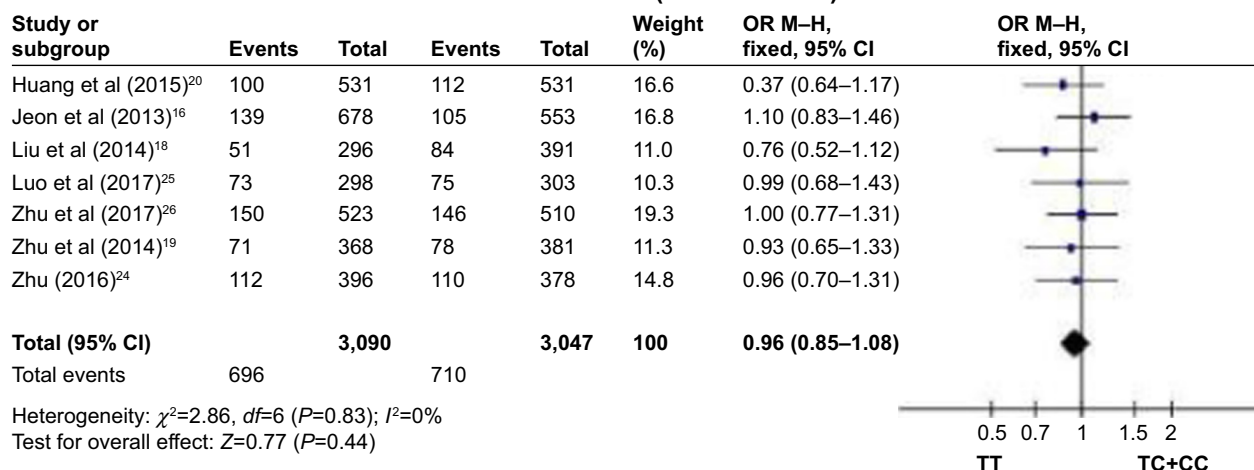 Study or subgroup Events Total Events Total Weight (%) OR M–H, fixed, 95% CI OR M–H, fixed, 95% CI
Huang et al (2015)20 100 531 112 531 16.6 0.37 (0.64–1.17)
Jeon et al (2013)16 139 678 105 553 16.8 1.10 (0.83–1.46)
Liu et al (2014)18 51 296 84 391 11.0 0.76 (0.52–1.12)
Luo et al (2017)25 73 298 75 303 10.3 0.99 (0.68–1.43)
Zhu et al (2017)26 150 523 146 510 19.3 1.00 (0.77–1.31)
Zhu et al (2014)19 71 368 78 381 11.3 0.93 (0.65–1.33)
Zhu (2016)24 112 396 110 378 14.8 0.96 (0.70–1.31)
Total (95% CI) 3,090 3,047 100 0.96 (0.85–1.08)
Total events 696 710
Heterogeneity: χ2=2.86, df=6 (P=0.83); I2=0%
Test for overall effect: Z=0.77 (P=0.44)
0.5 0.7 1 1.5 2
TT TC+CC